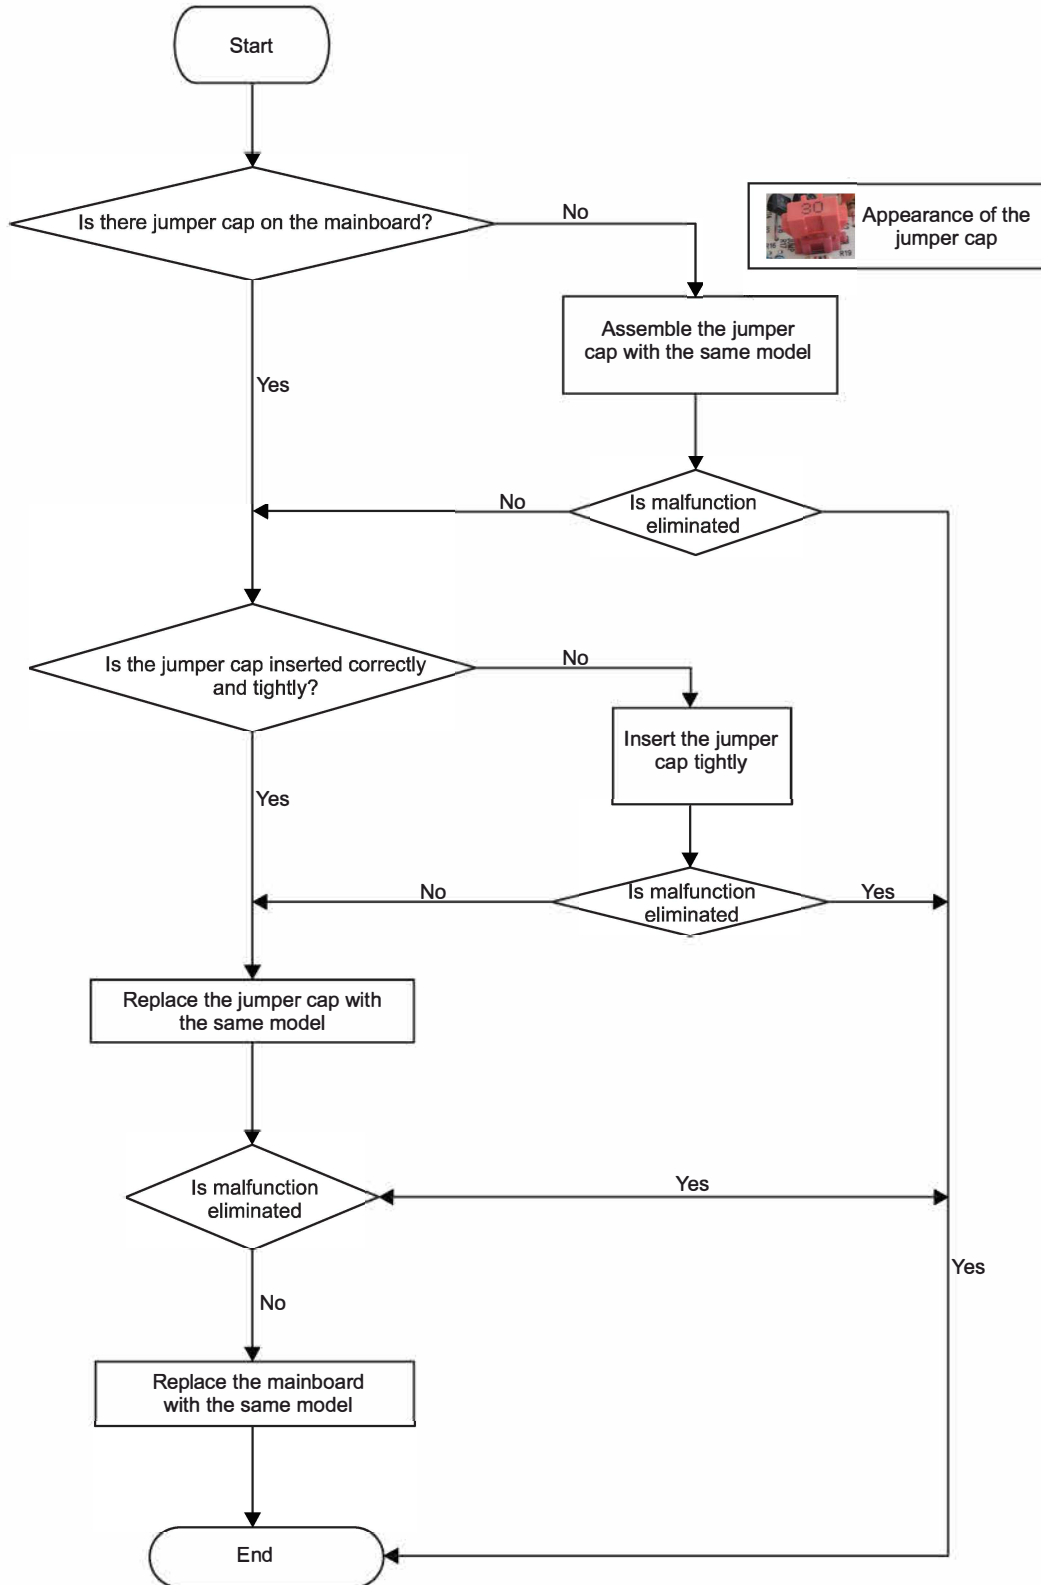 Start
Is there jumper cap on the mainboard?
No
30
Appearance of the
jumper cap
R19
Assemble the jumper
cap with the same model
Yes
No
Is malfunction
eliminated
Is the jumper cap inserted correctly
and tightly?
No
Insert the jumper
cap tightly
Yes
No
Is malfunction
eliminated
Yes
Replace the jumper cap with
the same model
Is malfunction
eliminated
Yes
Yes
No
Replace the mainboard
with the same model
End